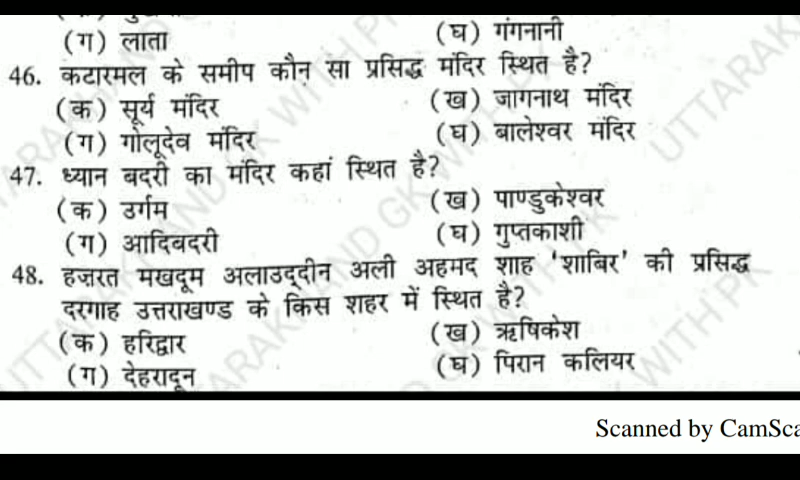 (ग) लाता (घ) गंगनानी
46. कटारमल के समीप कौन सा प्रसिद्ध मंदिर स्थित है?
(क) सूर्य मंदिर (ख) जागनाथ मंदिर
(ग) गोलूदेव मंदिर (घ) बालेश्वर मंदिर
47. ध्यान बदरी का मंदिर कहां स्थित है?
(क) उर्गम (ख) पाण्डुकेश्वर
(ग) आदिबदरी (घ) गुप्तकाशी
48. हज़रत मखदूम अलाउद्दीन अली अहमद शाह 'शाबिर' की प्रसिद्ध
दरगाह उत्तराखण्ड के किस शहर में स्थित है?
(क) हरिद्वार (ख) ऋषिकेश
(ग) देहरादून (घ) पिरान कलियर
Scanned by CamSca